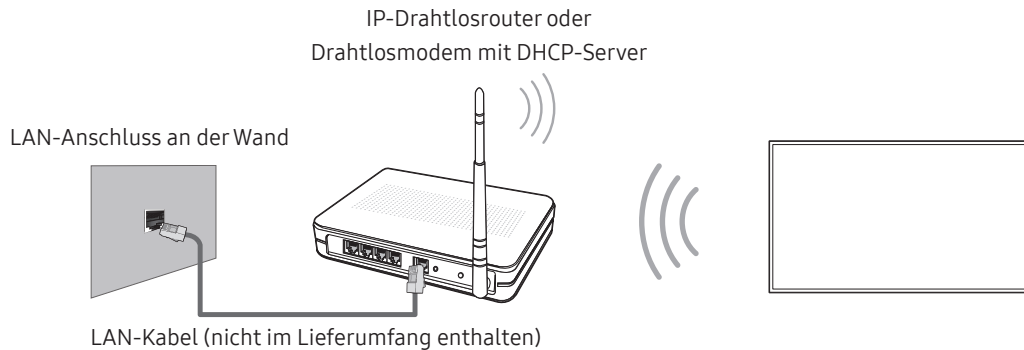 IP-Drahtlosrouter oder
Drahtlosmodem mit DHCP-Server
LAN-Anschluss an der Wand
LAN-Kabel (nicht im Lieferumfang enthalten)